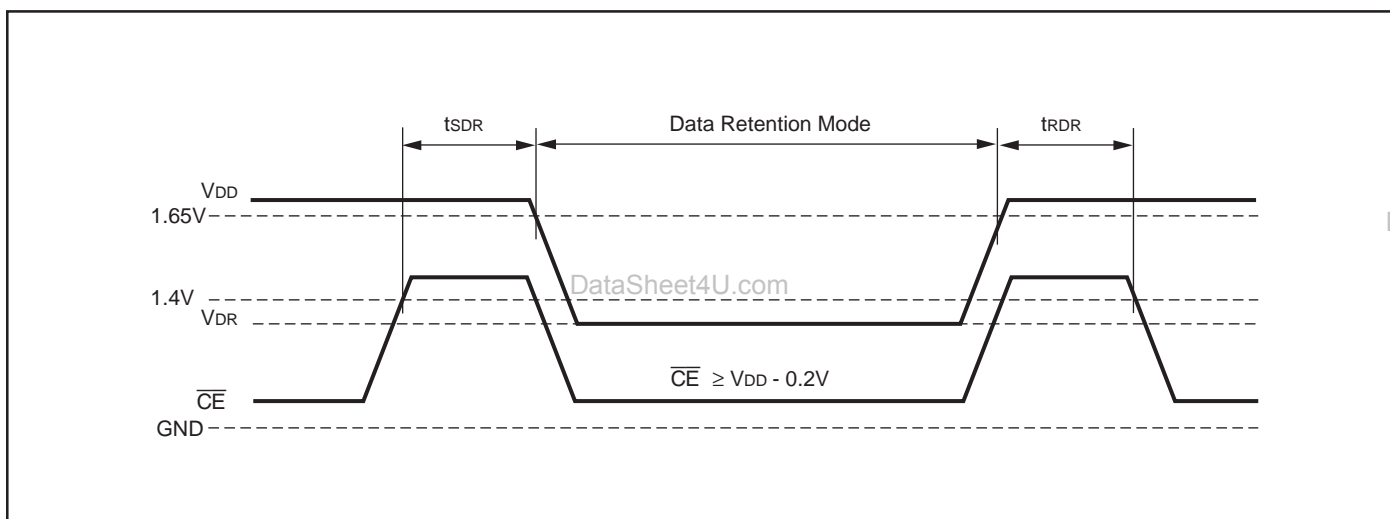 tSDR Data Retention Mode tRDR
VDD
1.65V
DataSheet4U.com
1.4V
VDR
CE ≥ VDD - 0.2V
CE
GND